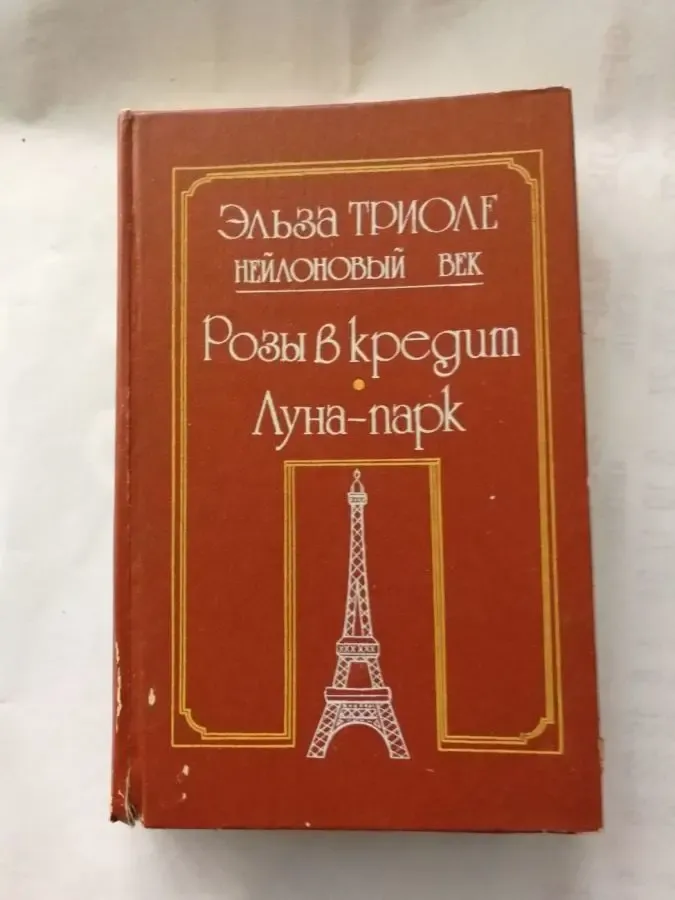 Эльза ТРИОЛЕ
НЕЙЛОНОВЫЙ ВЕК
Розы в кредит
Луна-парк